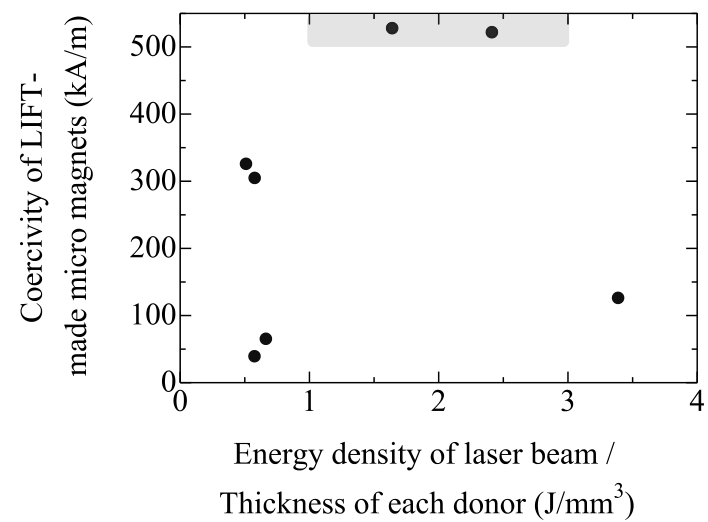 Coercivity of LIFT-
made micro magnets (kA/m)
500
400
300
200
100
0
0 1 2 3 4
Energy density of laser beam /
Thickness of each donor (J/mm³)